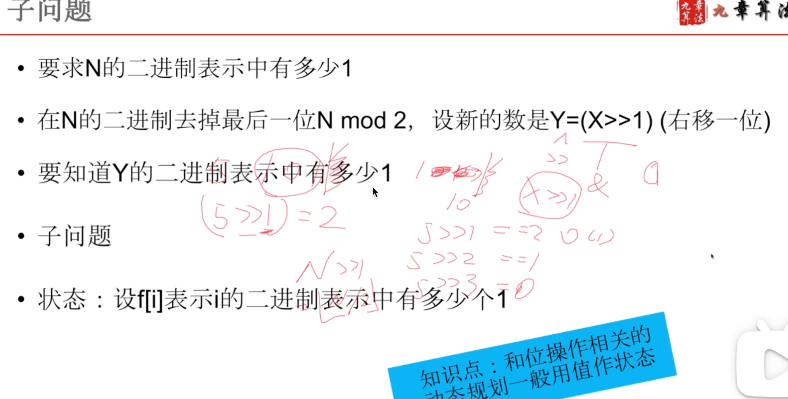 子问题
九章算法
• 要求N的二进制表示中有多少1
• 在N的二进制去掉最后一位N mod 2，设新的数是Y=(X>>1) (右移一位)
• 要知道Y的二进制表示中有多少1
(5>>1)=2
10
X>>1 &
• 子问题
5>>1 ==2
N>>1
5>>2 ==1
5>>3 =0
• 状态：设f[i]表示i的二进制表示中有多少个1
知识点：和位操作相关的
动态规划一般用值作状态